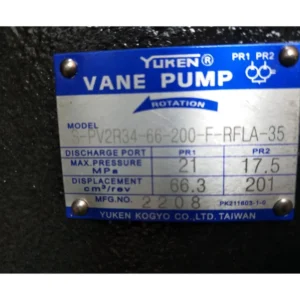 YUKEN® PR1 PR2
VANE PUMP
ROTATION
MODEL
S-PV2R34-66-200-F-RFLA-35
DISCHARGE PORT PR1 PR2
MAX. PRESSURE MPa 21 17.5
DISPLACEMENT cm³/rev 66.3 201
MFG.NO. 2208
YUKEN KOGYO CO.,LTD. TAIWAN